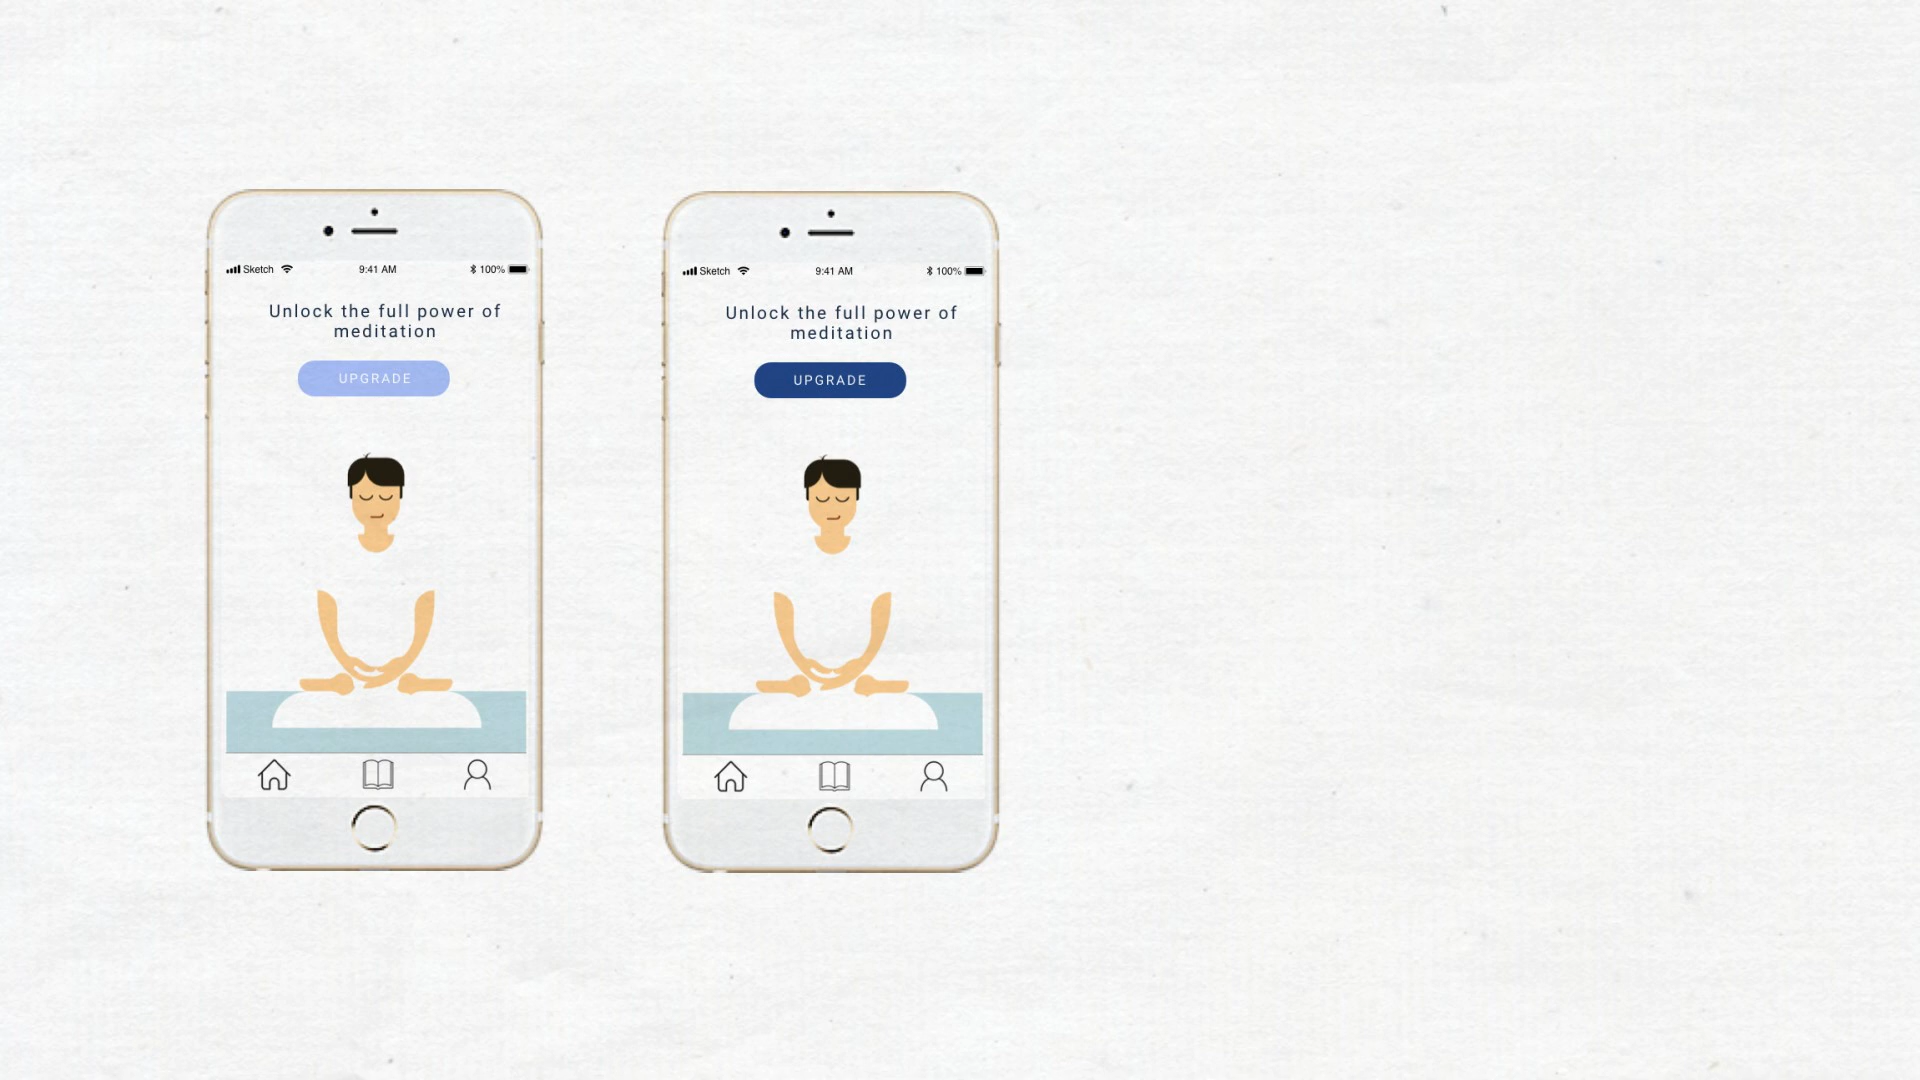 Sketch 9:41 AM 100%
Unlock the full power of
meditation
UPGRADE
Sketch 9:41 AM 100%
Unlock the full power of
meditation
UPGRADE